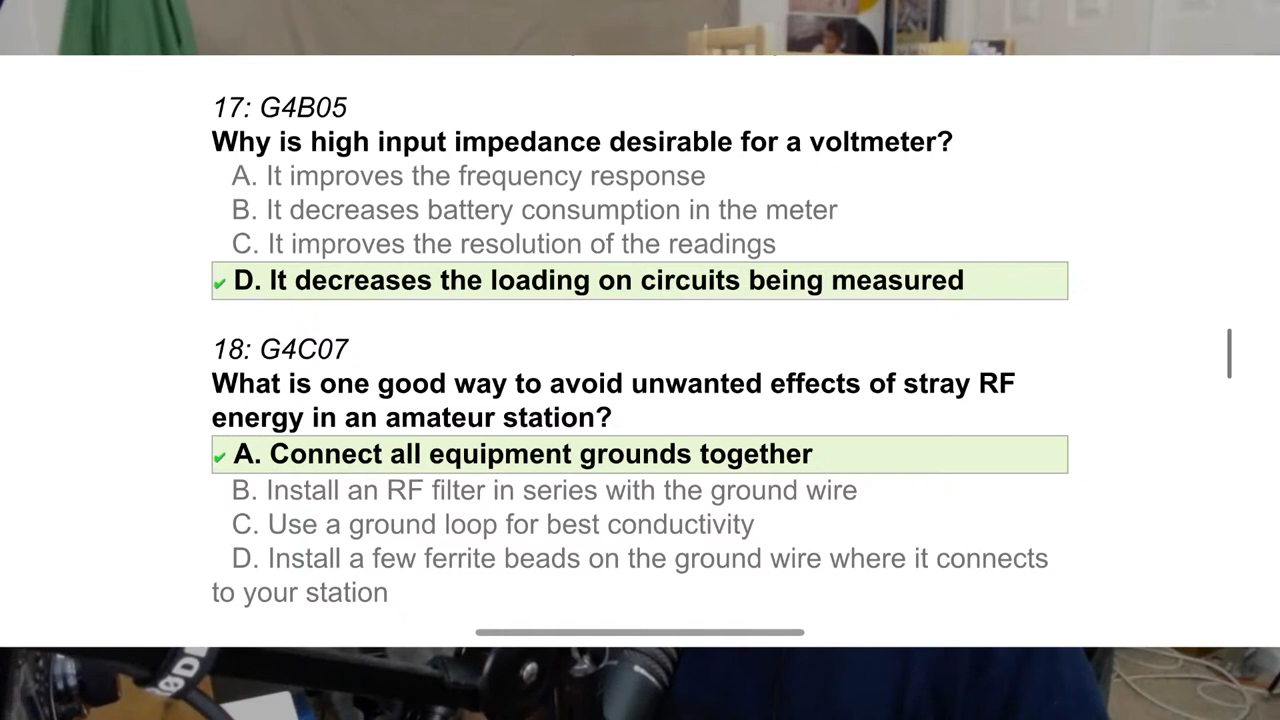 17: G4B05
Why is high input impedance desirable for a voltmeter?
A. It improves the frequency response
B. It decreases battery consumption in the meter
C. It improves the resolution of the readings
✔ D. It decreases the loading on circuits being measured
18: G4C07
What is one good way to avoid unwanted effects of stray RF
energy in an amateur station?
✔ A. Connect all equipment grounds together
B. Install an RF filter in series with the ground wire
C. Use a ground loop for best conductivity
D. Install a few ferrite beads on the ground wire where it connects
to your station